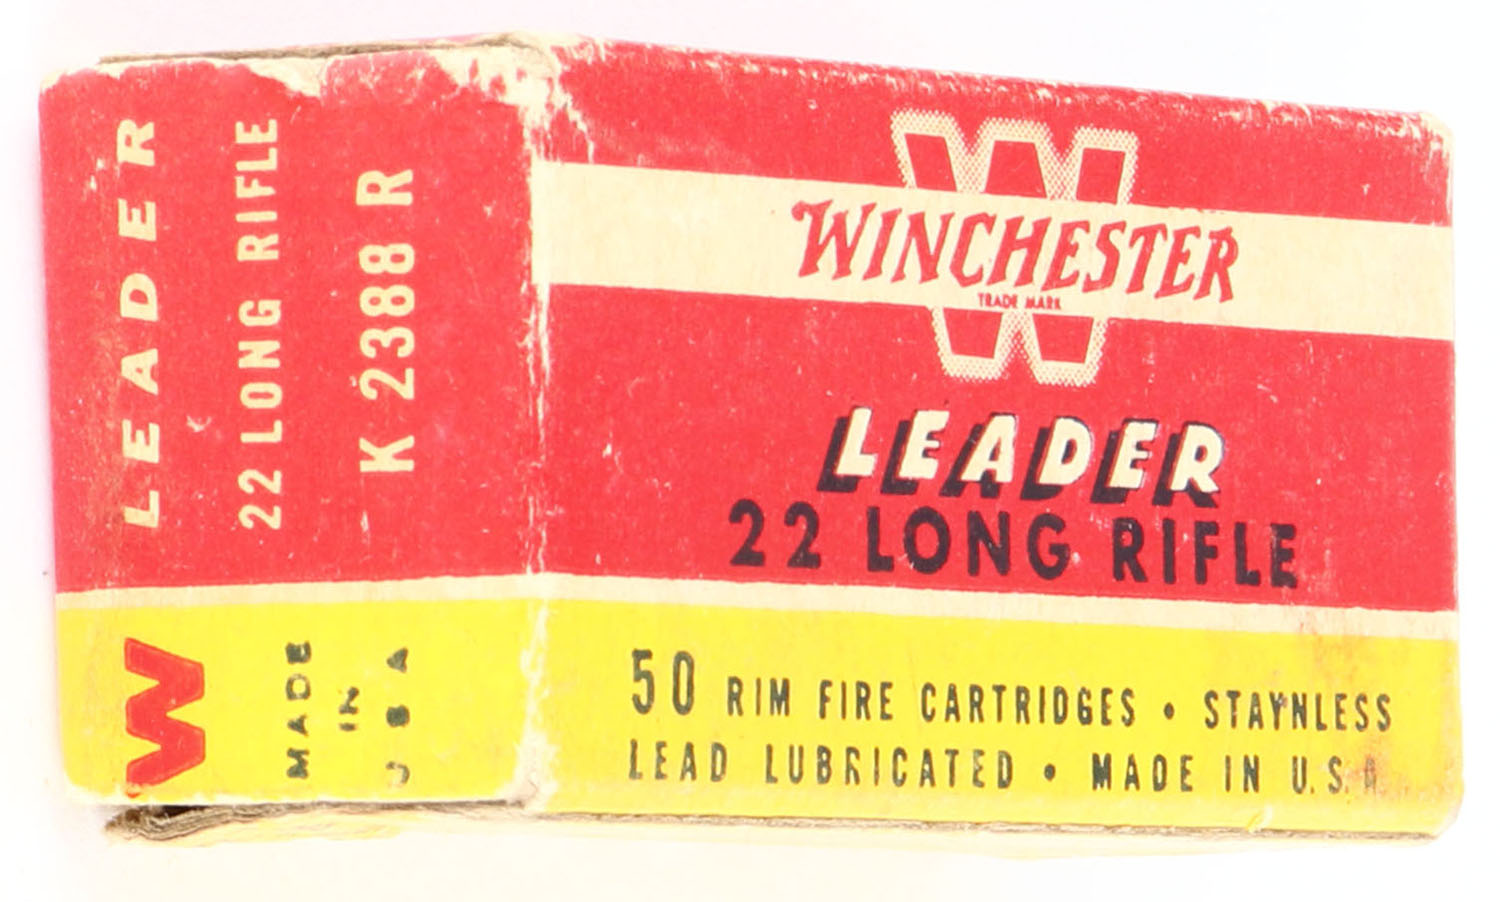 LEADER
22 LONG RIFLE
K 2388 R
W
MADE
IN
U S A
W
WINCHESTER
TRADE MARK
LEADER
22 LONG RIFLE
50 RIM FIRE CARTRIDGES • STAYNLESS
LEAD LUBRICATED • MADE IN U.S.A.